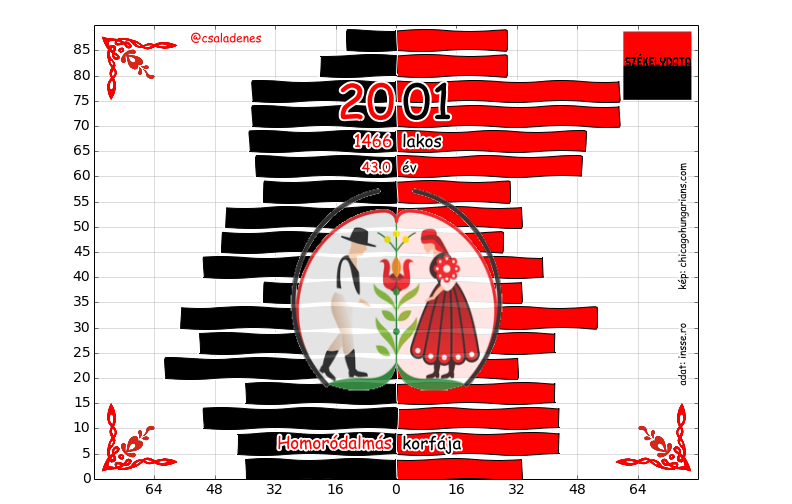 @csaladenes
SZÉKELYDATA
2001
1466 lakos
43.0 év
kép: chicagohungarians.com
adat: insse.ro
Homoródalmás korfája
85
80
75
70
65
60
55
50
45
40
35
30
25
20
15
10
5
0
64 48 32 16 0 16 32 48 64